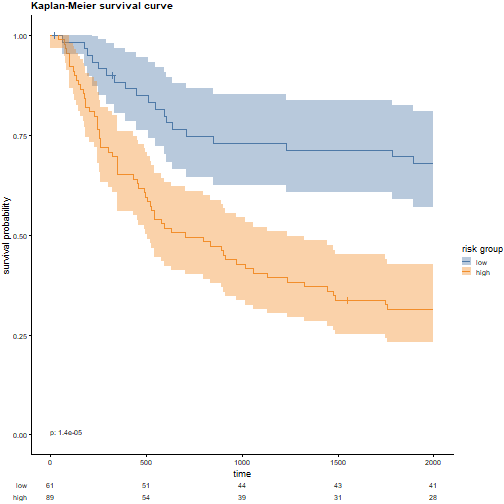 Kaplan-Meier survival curve
1.00
0.75
0.50
0.25
0.00
survival probability
p: 1.4e-05
0 500 1000 1500 2000
time
risk group
low
high
low 61 51 44 43 41
high 89 54 39 31 28